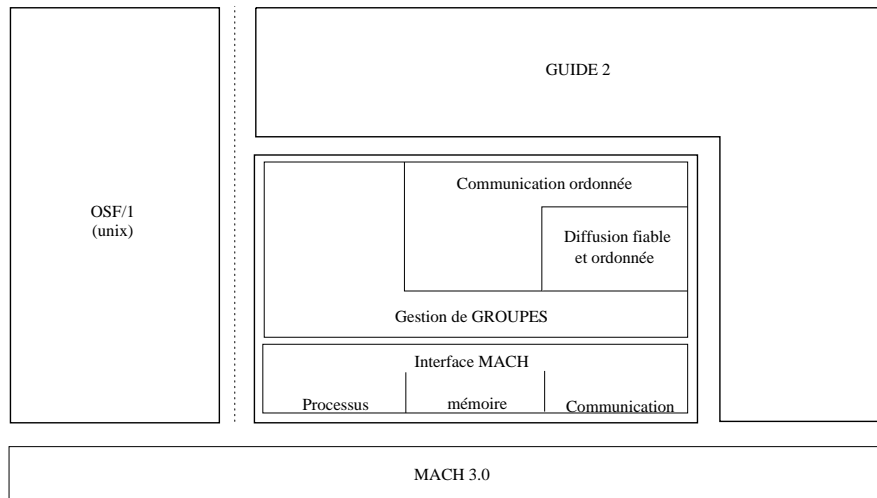 GUIDE 2
OSF/1
(unix)
Communication ordonnée
Diffusion fiable
et ordonnée
Gestion de GROUPES
Interface MACH
Processus
mémoire
Communication
MACH 3.0